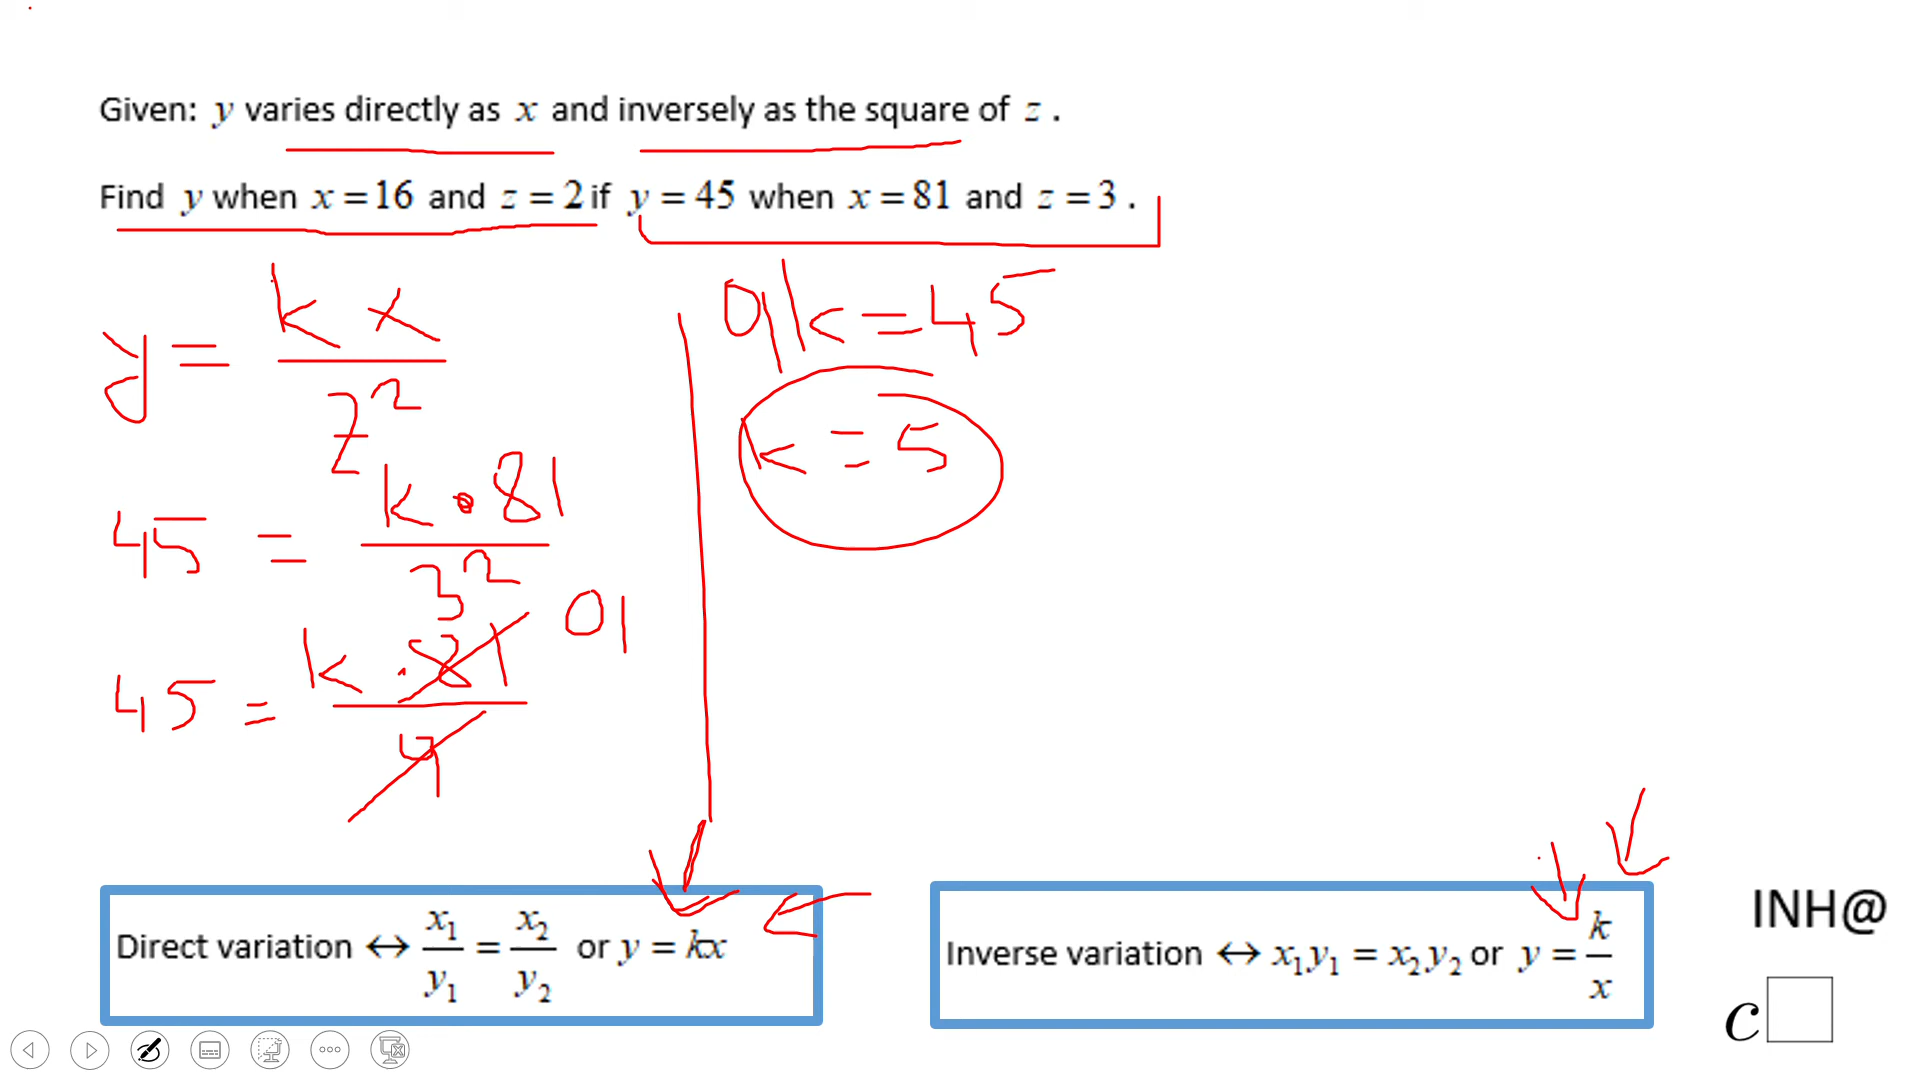 Given: y varies directly as x and inversely as the square of z .
Find y when x = 16 and z = 2 if y = 45 when x = 81 and z = 3 .
y = kx/z²
45 = k · 81/3²
45 = k · 81/9
9k = 45
k = 5
Direct variation ↔ x₁/y₁ = x₂/y₂ or y = kx
Inverse variation ↔ x₁y₁ = x₂y₂ or y = k/x
INH@
c